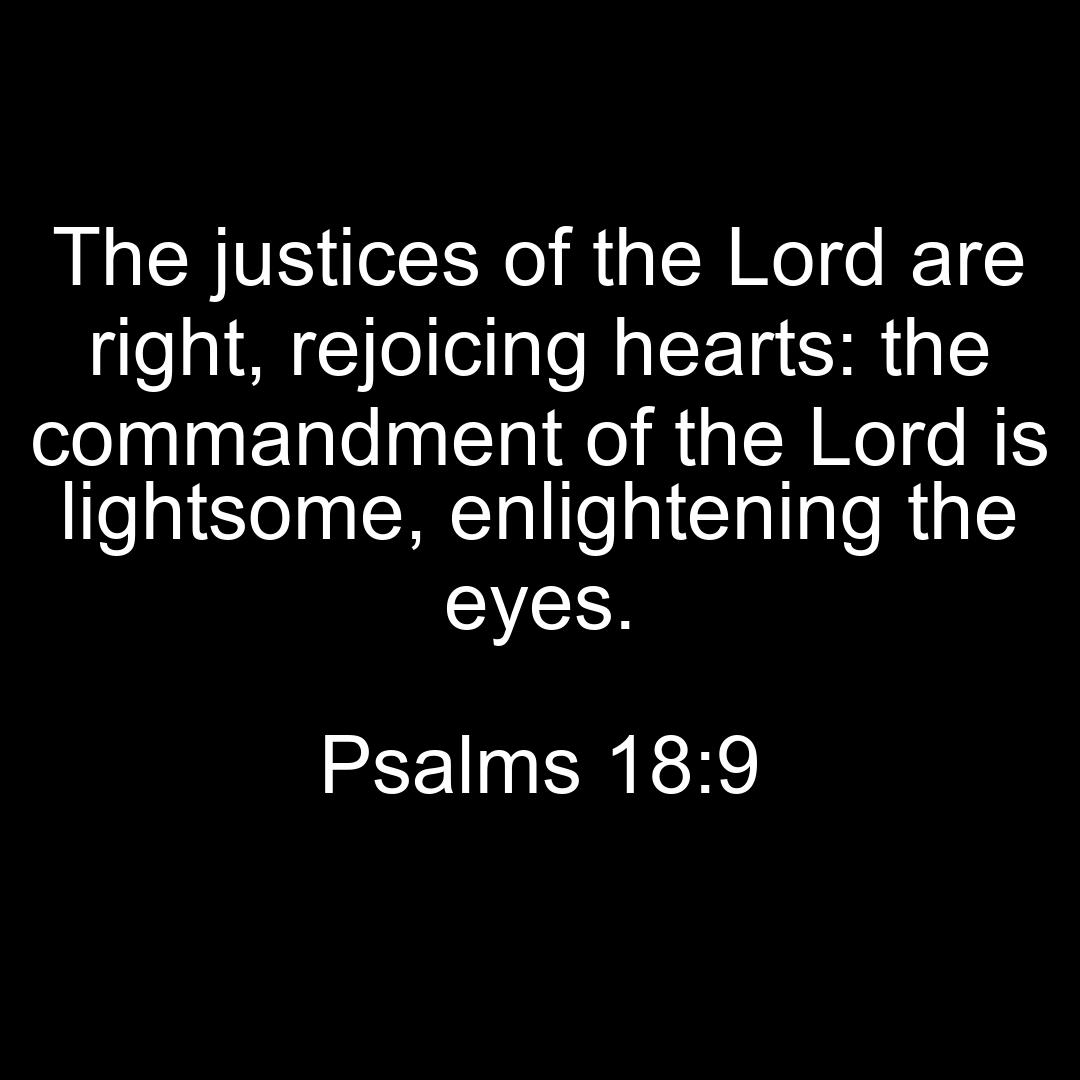 The justices of the Lord are
right, rejoicing hearts: the
commandment of the Lord is
lightsome, enlightening the
eyes.
Psalms 18:9